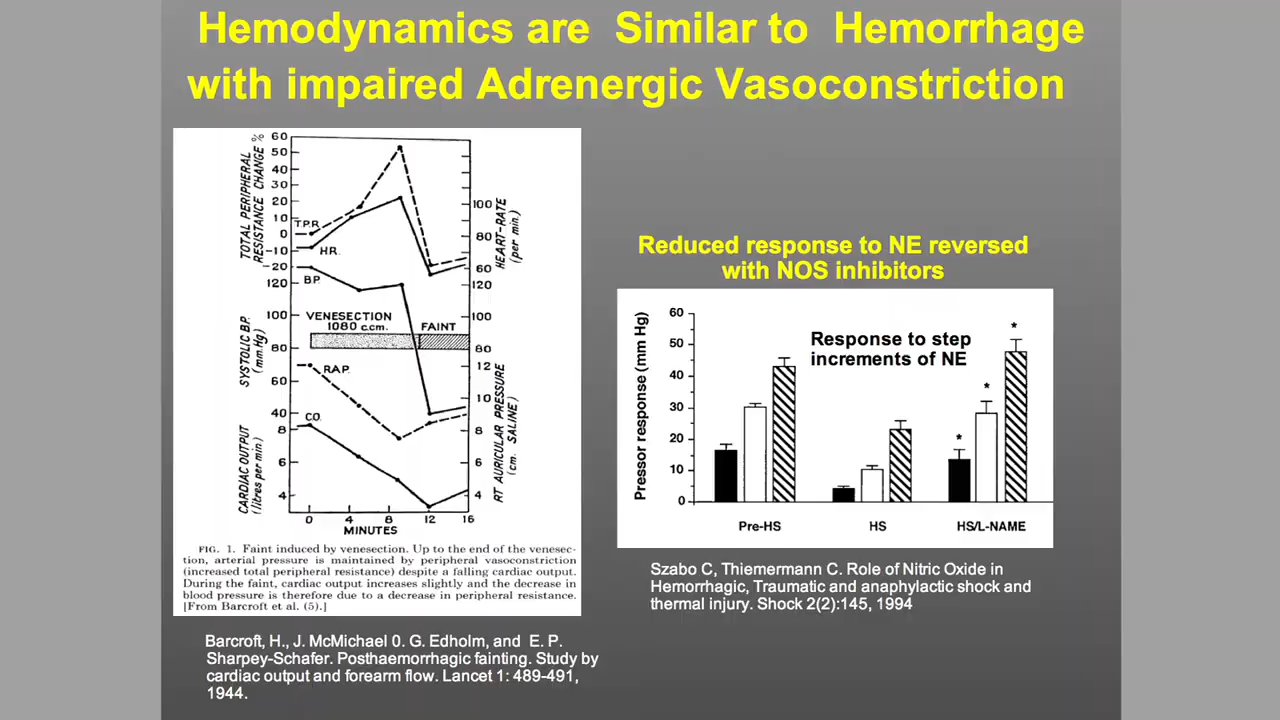 Hemodynamics are Similar to Hemorrhage
with impaired Adrenergic Vasoconstriction
TOTAL PERIPHERAL
RESISTANCE CHANGE %
60
50
40
30
20
10
0
-10
-20
T.P.R.
HR.
B.P.
HEART-RATE
(per min.)
100
80
60
SYSTOLIC B.P.
(mm.Hg)
120
100
80
60
40
120
100
80
VENESECTION
1080 c.cm.
FAINT
RAP.
CO.
RT AURICULAR PRESSURE
(cm. SALINE)
12
10
8
6
4
CARDIAC OUTPUT
(litres per min.)
8
6
4
0 4 8 12 16
MINUTES
FIG. 1. Faint induced by venesection. Up to the end of the venesec-
tion, arterial pressure is maintained by peripheral vasoconstriction
(increased total peripheral resistance) despite a falling cardiac output.
During the faint, cardiac output increases slightly and the decrease in
blood pressure is therefore due to a decrease in peripheral resistance.
[From Barcroft et al. (5).]
Barcroft, H., J. McMichael 0. G. Edholm, and E. P.
Sharpey-Schafer. Posthaemorrhagic fainting. Study by
cardiac output and forearm flow. Lancet 1: 489-491,
1944.
Reduced response to NE reversed
with NOS inhibitors
Pressor response (mm Hg)
60
50
40
30
20
10
0
Response to step
increments of NE
* * *
Pre-HS HS HS/L-NAME
Szabo C, Thiemermann C. Role of Nitric Oxide in
Hemorrhagic, Traumatic and anaphylactic shock and
thermal injury. Shock 2(2):145, 1994